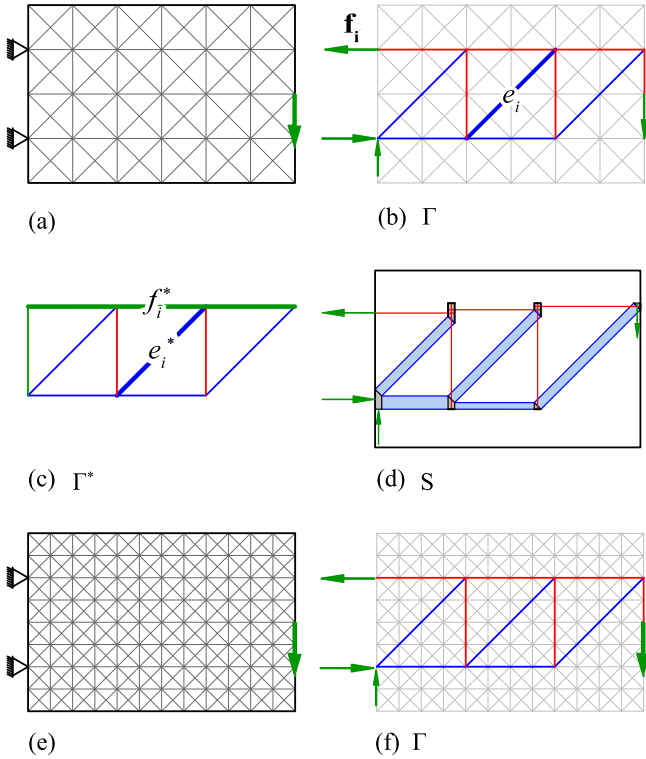 f_i
e_i
(a)
(b) Γ
f_i^*
e_i^*
(c) Γ*
(d) S
(e)
(f) Γ